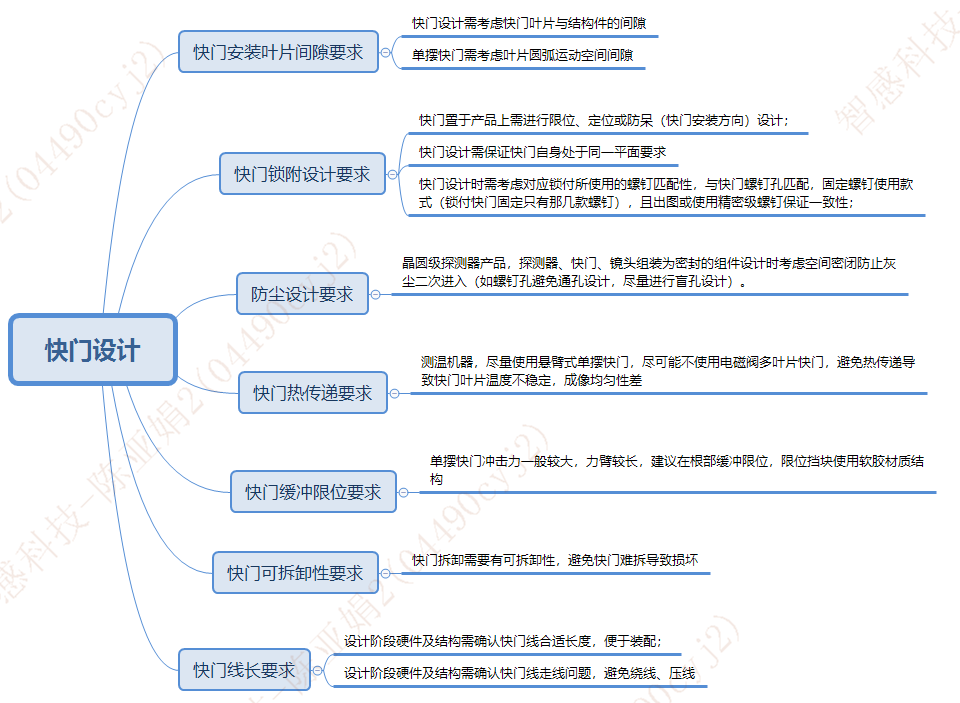 快门设计
快门安装叶片间隙要求
快门设计需考虑快门叶片与结构件的间隙
单摆快门需考虑叶片圆弧运动空间间隙
快门锁附设计要求
快门置于产品上需进行限位、定位或防呆（快门安装方向）设计；
快门设计需保证快门自身处于同一平面要求
快门设计时需考虑对应锁付所使用的螺钉匹配性，与快门螺钉孔匹配，固定螺钉使用款
式（锁付快门固定只有那几款螺钉），且出图或使用精密级螺钉保证一致性；
防尘设计要求
晶圆级探测器产品，探测器、快门、镜头组装为密封的组件设计时考虑空间密闭防止灰
尘二次进入（如螺钉孔避免通孔设计，尽量进行盲孔设计）。
快门热传递要求
测温机器，尽量使用悬臂式单摆快门，尽可能不使用电磁阀多叶片快门，避免热传递导
致快门叶片温度不稳定，成像均匀性差
快门缓冲限位要求
单摆快门冲击力一般较大，力臂较长，建议在根部缓冲限位，限位挡块使用软胶材质结
构
快门可拆卸性要求
快门拆卸需要有可拆卸性，避免快门难拆导致损坏
快门线长要求
设计阶段硬件及结构需确认快门线合适长度，便于装配；
设计阶段硬件及结构需确认快门线走线问题，避免绕线、压线
2(04490cyj2)
智感科技
感科技-陈亚娟2(04490cyj2)
技-陈亚娟2(04490cyj2)
90cyj2)